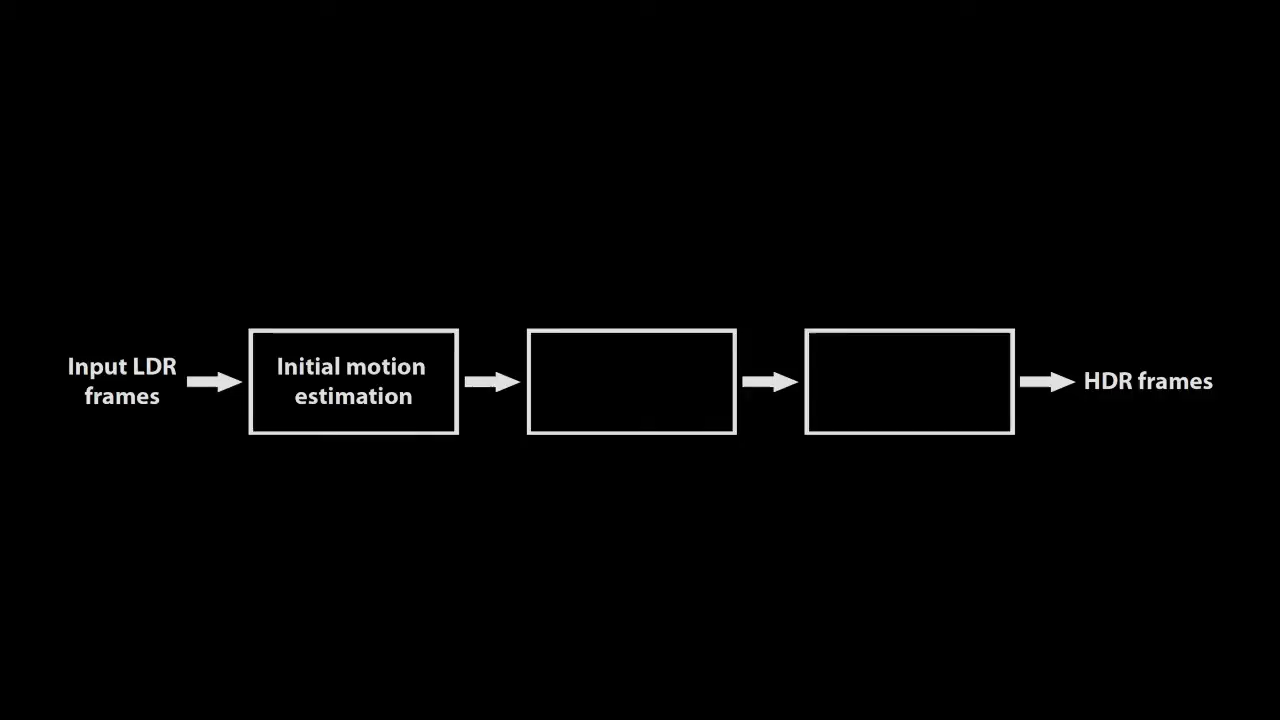 Input LDR
frames
Initial motion
estimation
HDR frames